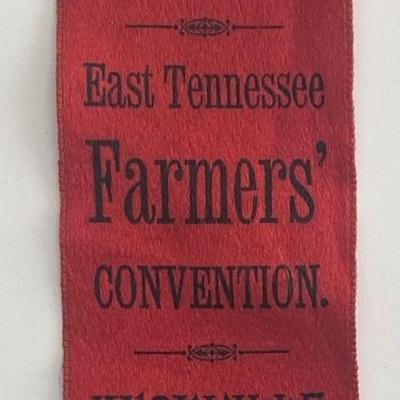 East Tennessee
Farmers'
CONVENTION.